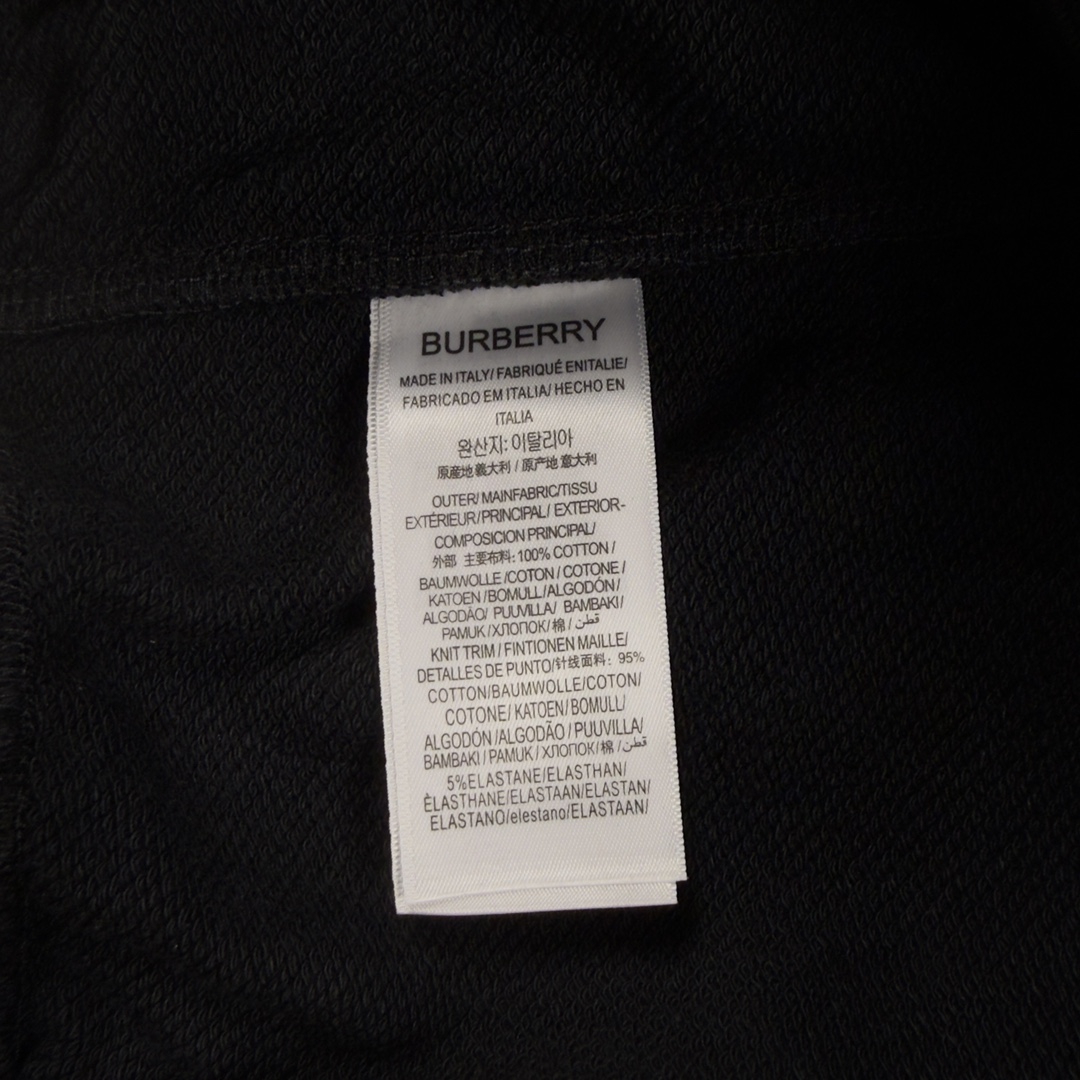 BURBERRY
MADE IN ITALY/ FABRIQUÉ ENITALIE/
FABRICADO EM ITALIA/ HECHO EN
ITALIA
완산지: 이탈리아
原産地 義大利 / 原产地 意大利
OUTER/ MAINFABRIC/TISSU
EXTÉRIEUR/PRINCIPAL/ EXTERIOR-
COMPOSICION PRINCIPAL/
外部 主要布料: 100% COTTON /
BAUMWOLLE /COTON / COTONE /
KATOEN /BOMULL/ALGODÓN/
ALGODÃO/ PUUVILLA/ BAMBAKI/
PAMUK /ХЛОПОК/ 棉 / قطن
KNIT TRIM / FINTIONEN MAILLE/
DETALLES DE PUNTO/针线面料: 95%
COTTON/BAUMWOLLE/COTON/
COTONE/ KATOEN/ BOMULL/
ALGODÓN /ALGODÃO / PUUVILLA/
BAMBAKI / PAMUK / ХЛОПОК/ 棉 / قطن
5%ELASTANE/ELASTHAN/
ÈLASTHANE/ELASTAAN/ELASTAN/
ELASTANO/elestano/ELASTAAN/